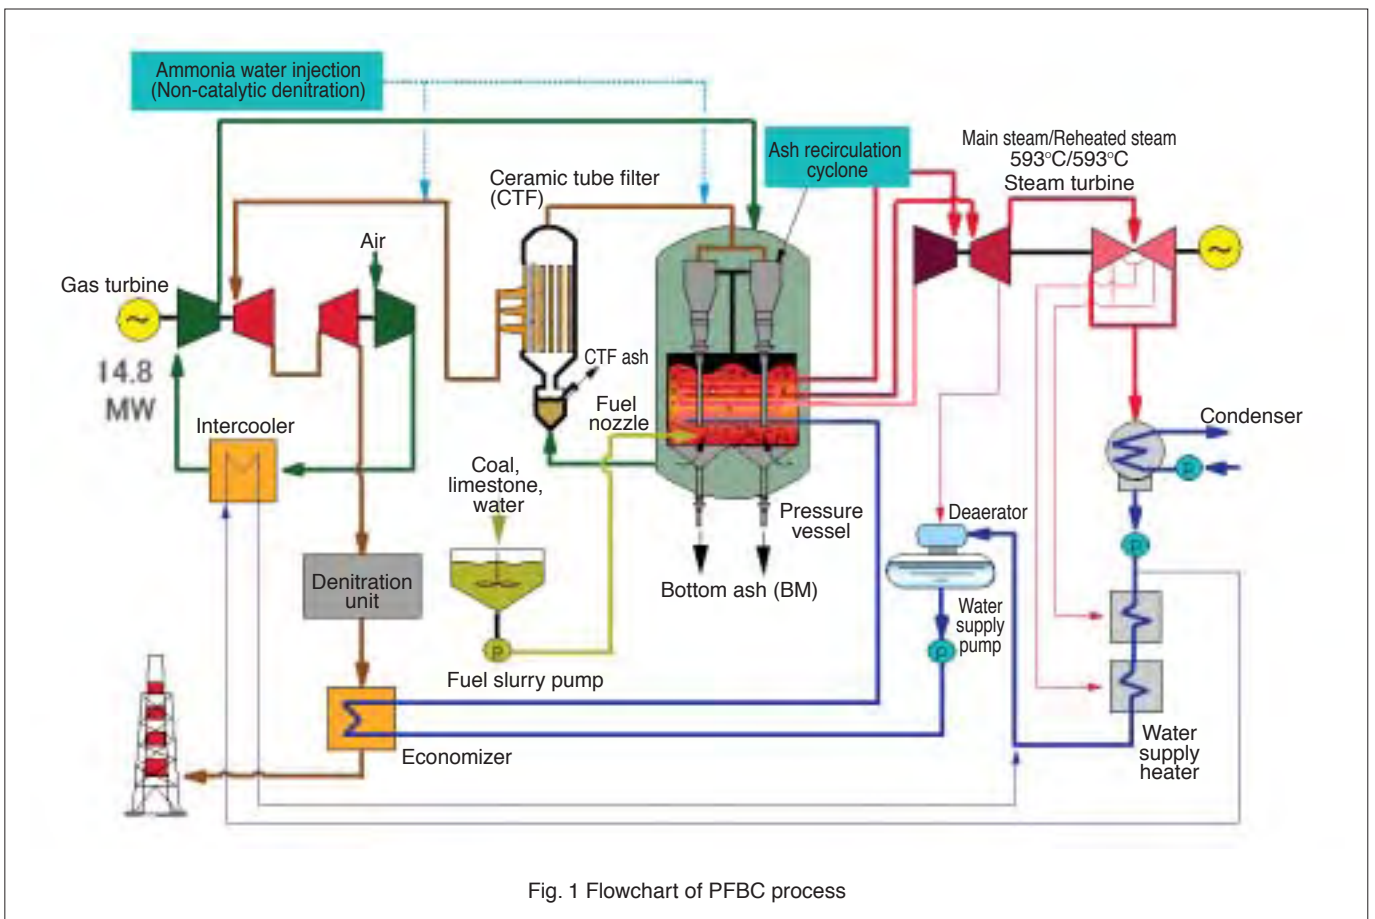 Ammonia water injection
(Non-catalytic denitration)
Ash recirculation
cyclone
Main steam/Reheated steam
593°C/593°C
Steam turbine
Ceramic tube filter
(CTF)
Air
Gas turbine
~
~
14.8
MW
CTF ash
Fuel
nozzle
Intercooler
Condenser
P
Coal,
limestone,
water
Pressure
vessel
Deaerator
P
Denitration
unit
Bottom ash (BM)
Water
supply
pump
P
P
Fuel slurry pump
Economizer
Water
supply
heater
Fig. 1 Flowchart of PFBC process